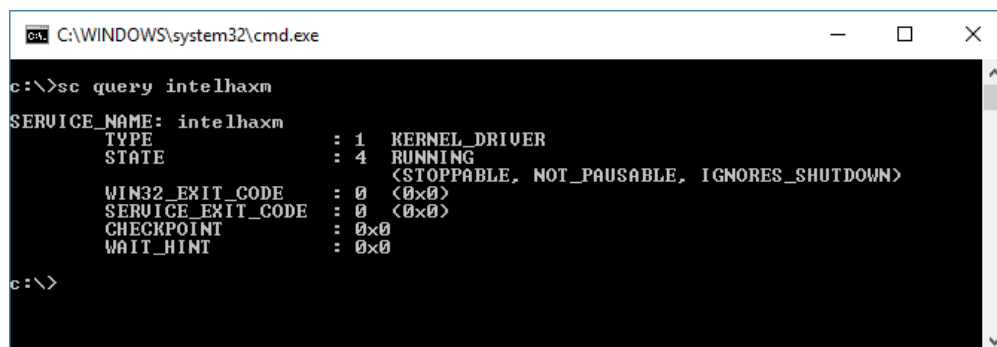 C:\WINDOWS\system32\cmd.exe
c:\>sc query intelhaxm
SERVICE_NAME: intelhaxm
        TYPE               : 1  KERNEL_DRIVER
        STATE              : 4  RUNNING
                                (STOPPABLE, NOT_PAUSABLE, IGNORES_SHUTDOWN)
        WIN32_EXIT_CODE    : 0  (0x0)
        SERVICE_EXIT_CODE  : 0  (0x0)
        CHECKPOINT         : 0x0
        WAIT_HINT          : 0x0
c:\>